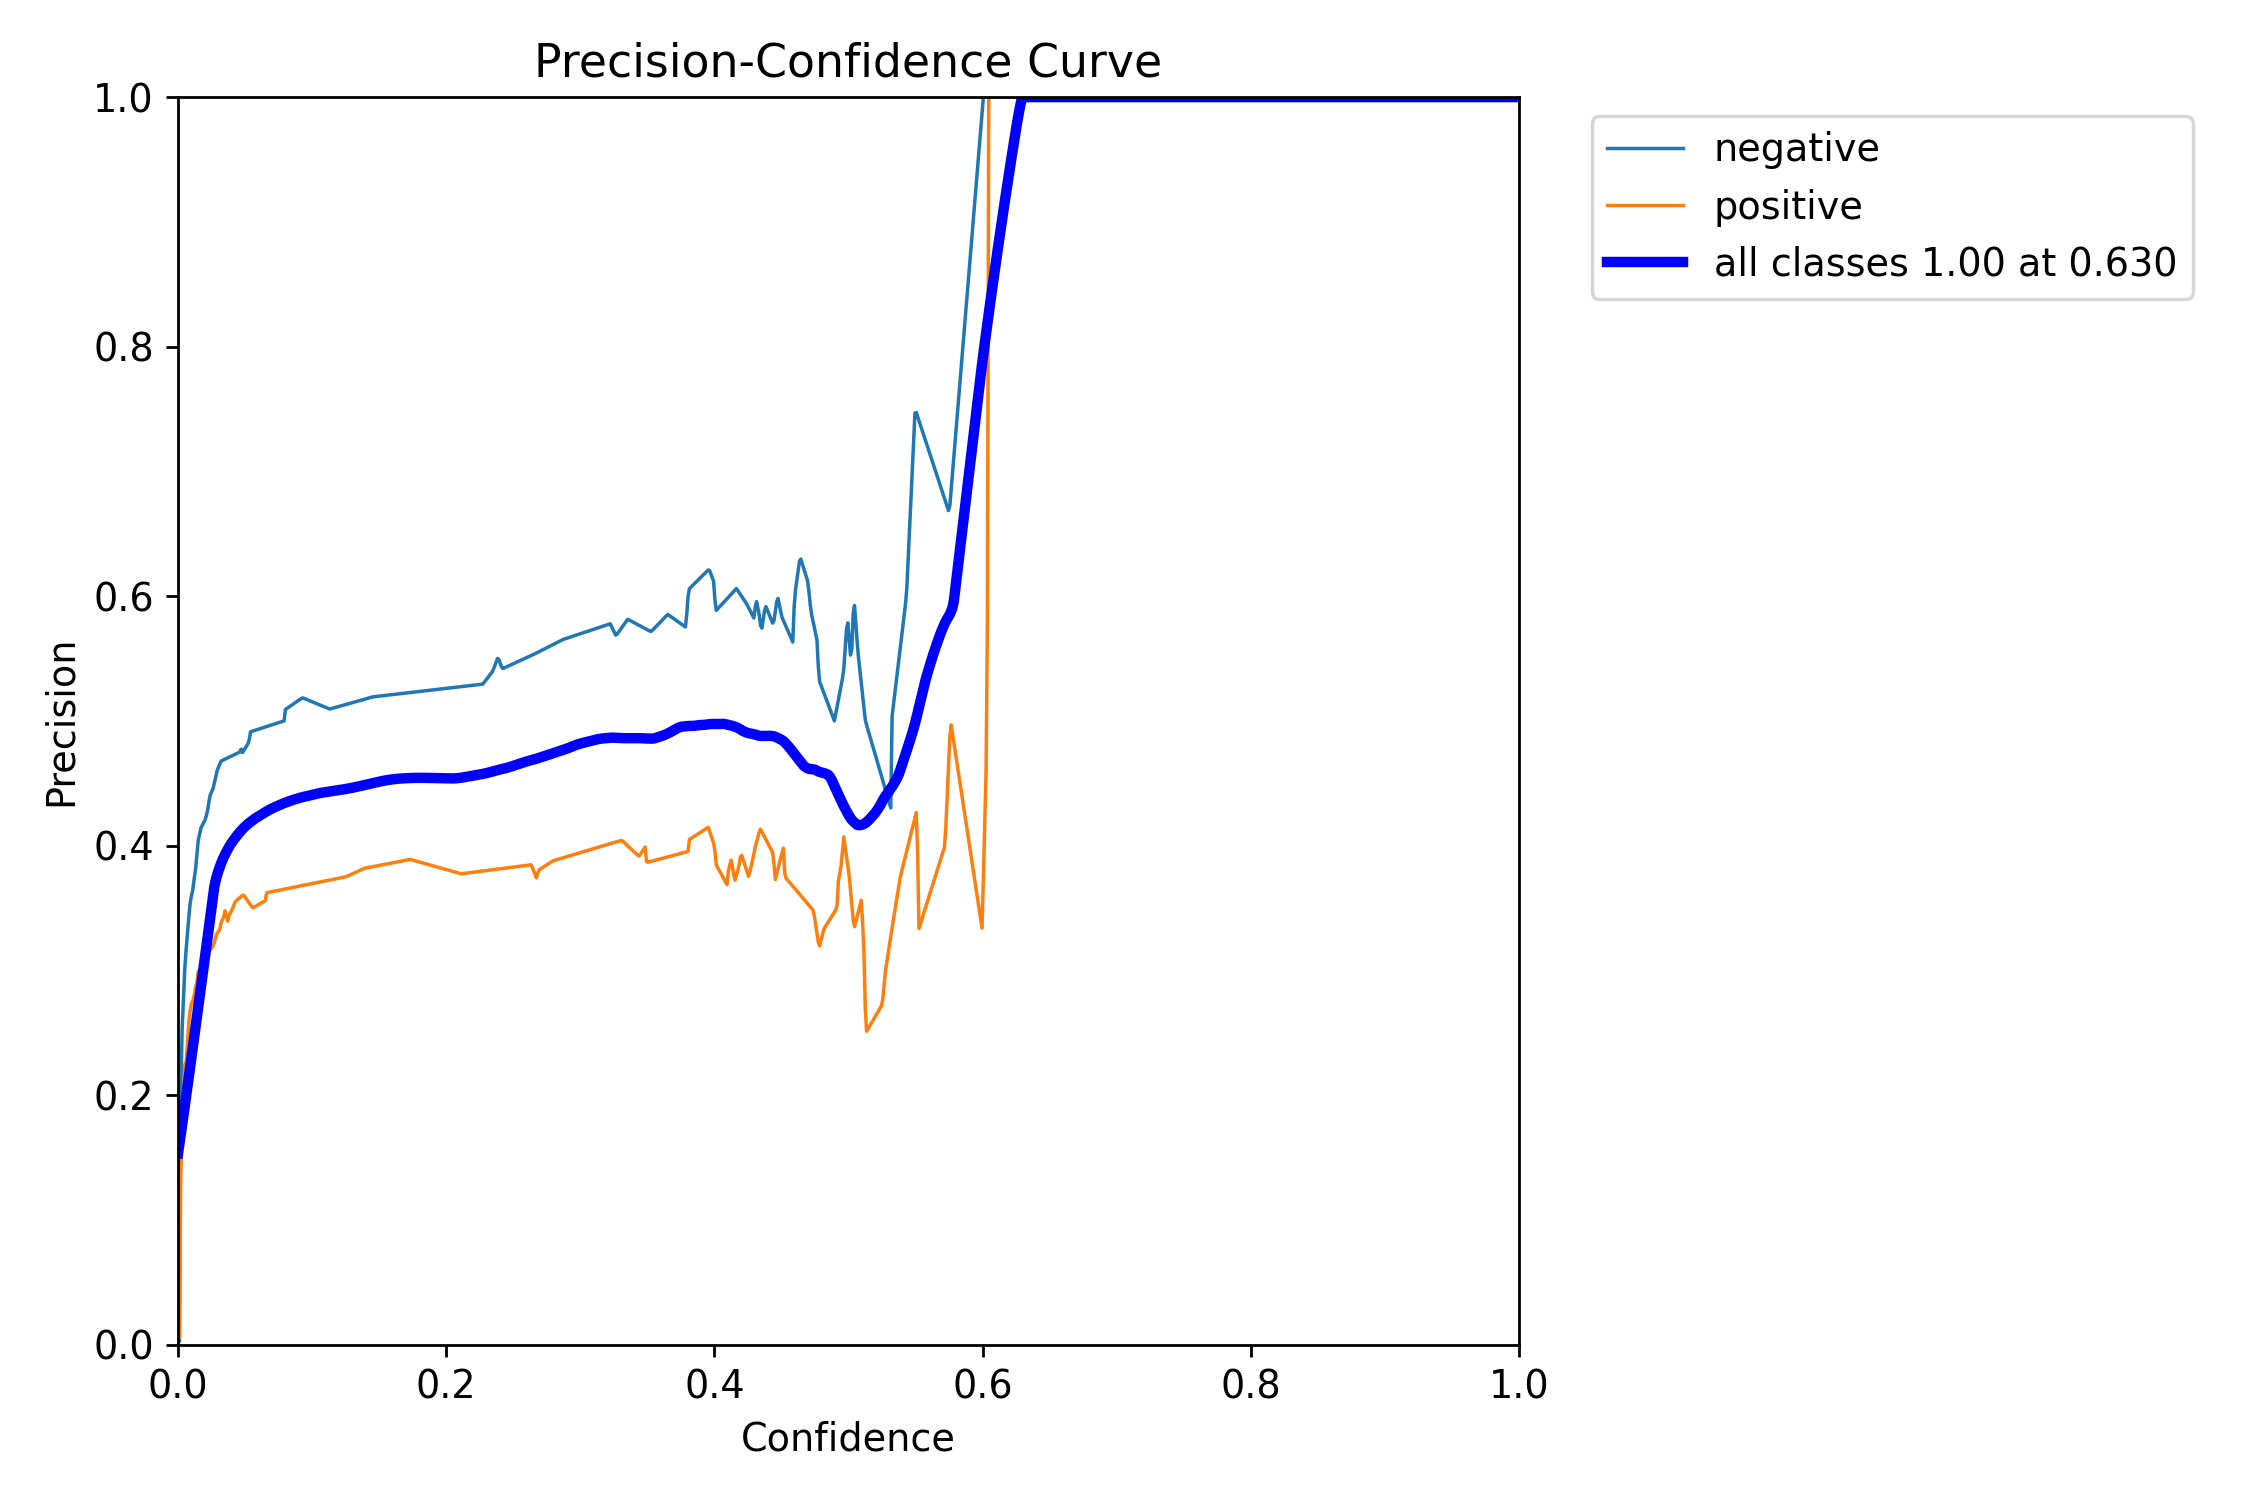 Precision-Confidence Curve
1.0
0.8
0.6
0.4
0.2
0.0
Precision
0.0 0.2 0.4 0.6 0.8 1.0
Confidence
negative
positive
all classes 1.00 at 0.630